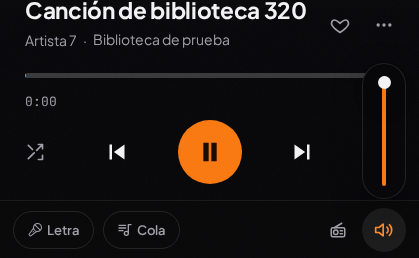 Canción de biblioteca 320
Artista 7 · Biblioteca de prueba
0:00
Letra
Cola